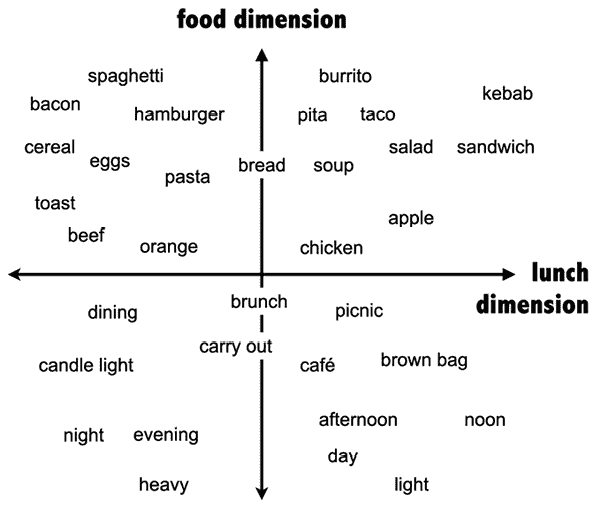 food dimension
spaghetti
burrito
kebab
bacon
hamburger
pita
taco
cereal
eggs
pasta
bread
soup
salad
sandwich
toast
beef
orange
apple
chicken
lunch
dimension
dining
brunch
picnic
candle light
carry out
café
brown bag
night
evening
afternoon
noon
day
heavy
light